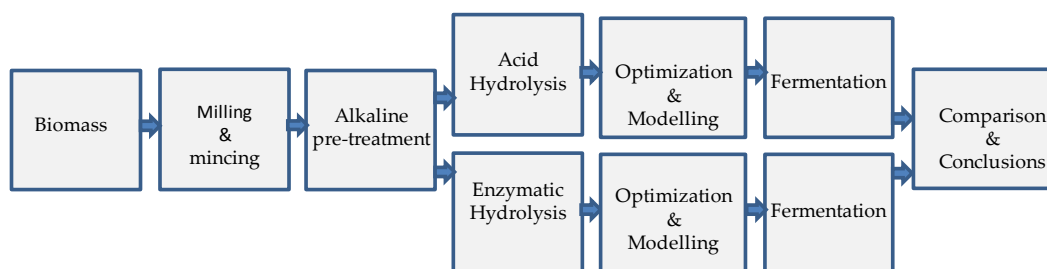 Biomass
Milling
&
mincing
Alkaline
pre-treatment
Acid
Hydrolysis
Optimization
&
Modelling
Fermentation
Enzymatic
Hydrolysis
Optimization
&
Modelling
Fermentation
Comparison
&
Conclusions